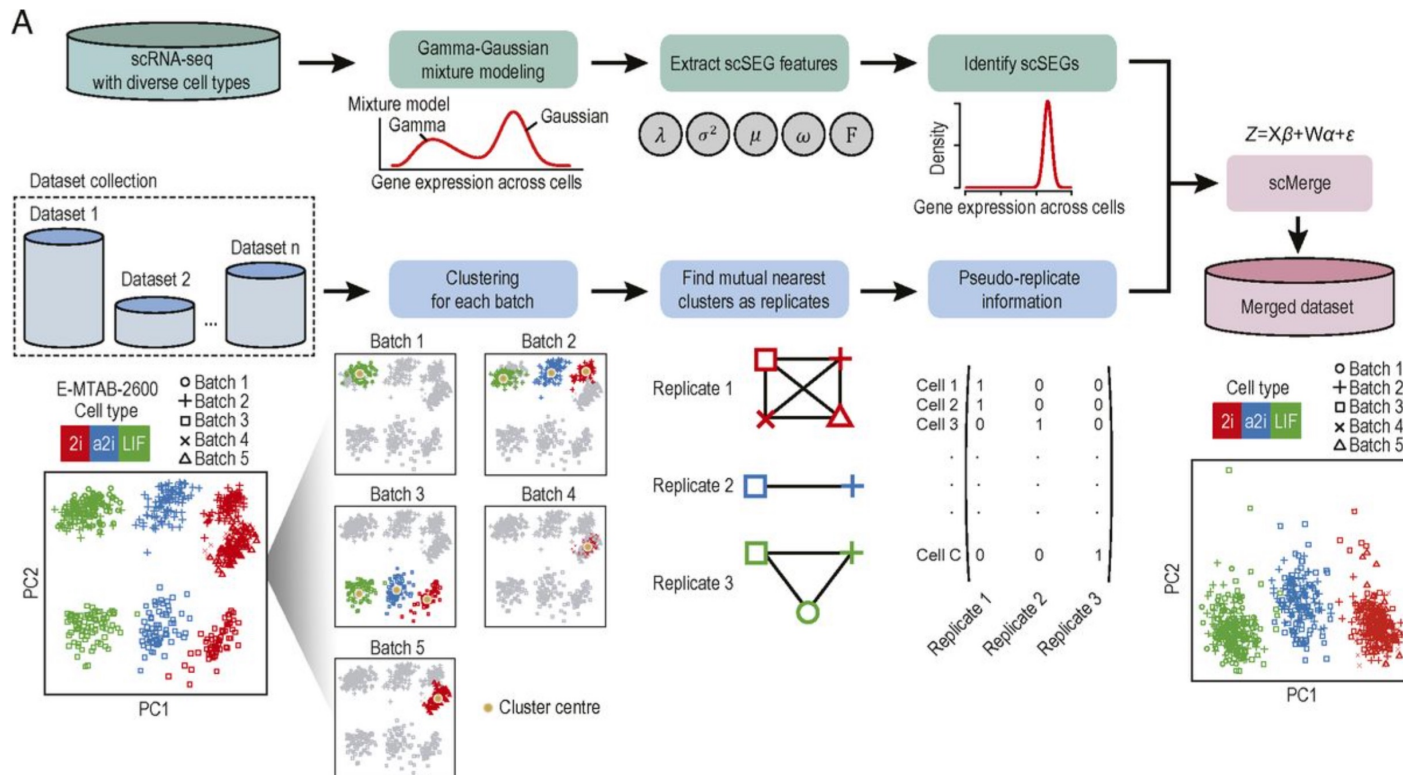 A
scRNA-seq
with diverse cell types
Gamma-Gaussian
mixture modeling
Extract scSEG features
Identify scSEGs
Mixture model
Gamma
Gaussian
Gene expression across cells
λ
σ²
μ
ω
F
Density
Gene expression across cells
Z=Xβ+Wα+ε
scMerge
Merged dataset
Dataset collection
Dataset 1
Dataset 2
...
Dataset n
Clustering
for each batch
Find mutual nearest
clusters as replicates
Pseudo-replicate
information
E-MTAB-2600
Cell type
2i a2i LIF
Batch 1
Batch 2
Batch 3
Batch 4
Batch 5
PC2
PC1
Batch 1
Batch 2
Batch 3
Batch 4
Batch 5
Cluster centre
Replicate 1
Replicate 2
Replicate 3
Cell 1 1 0 0
Cell 2 1 0 0
Cell 3 0 1 0
. . . .
. . . .
. . . .
Cell C 0 0 1
Replicate 1
Replicate 2
Replicate 3
Cell type
2i a2i LIF
Batch 1
Batch 2
Batch 3
Batch 4
Batch 5
PC2
PC1